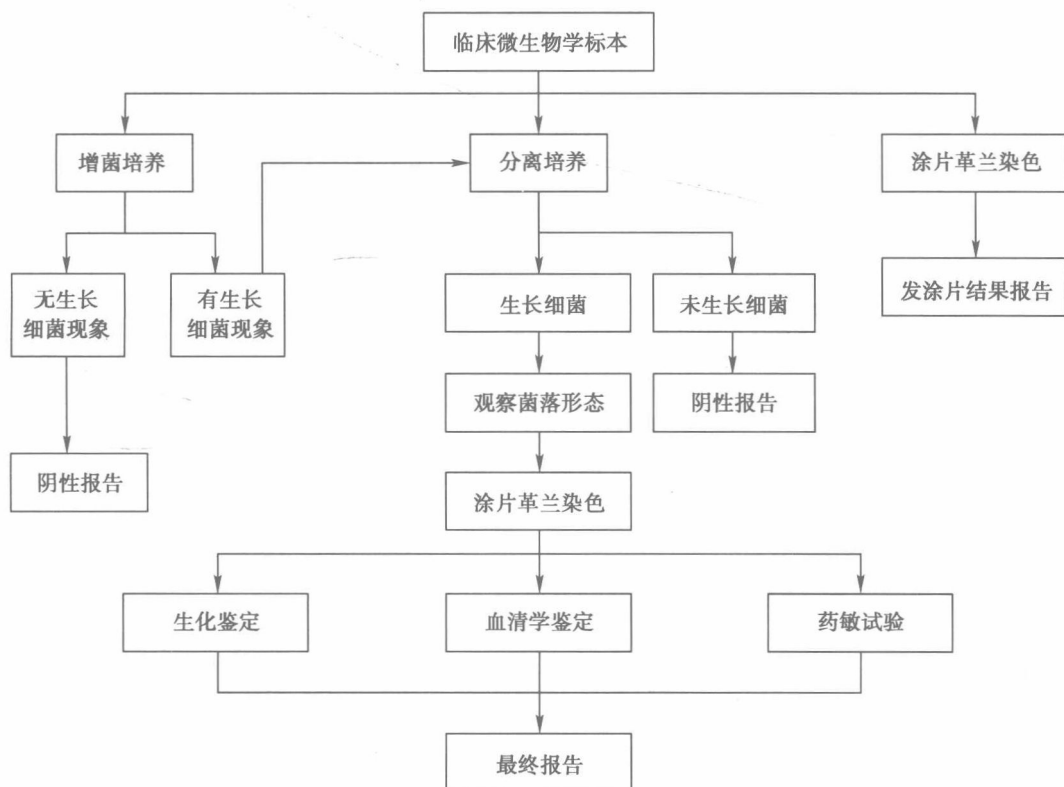 临床微生物学标本
增菌培养
分离培养
涂片革兰染色
无生长
细菌现象
有生长
细菌现象
生长细菌
未生长细菌
发涂片结果报告
观察菌落形态
阴性报告
阴性报告
涂片革兰染色
生化鉴定
血清学鉴定
药敏试验
最终报告